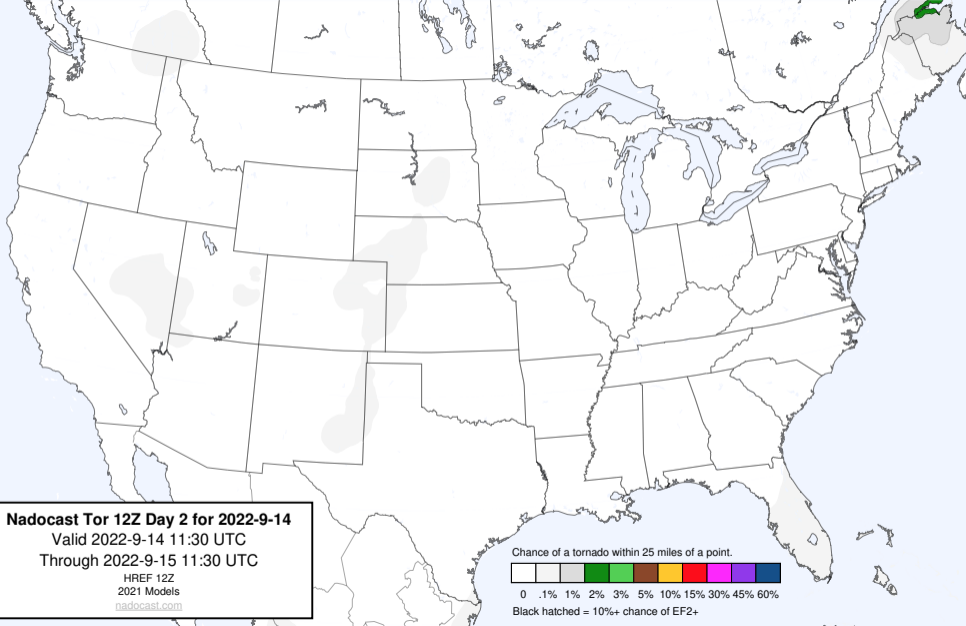 Nadocast Tor 12Z Day 2 for 2022-9-14
Valid 2022-9-14 11:30 UTC
Through 2022-9-15 11:30 UTC
HREF 12Z
2021 Models
nadocast.com
Chance of a tornado within 25 miles of a point.
0 .1% 1% 2% 3% 5% 10% 15% 30% 45% 60%
Black hatched = 10%+ chance of EF2+